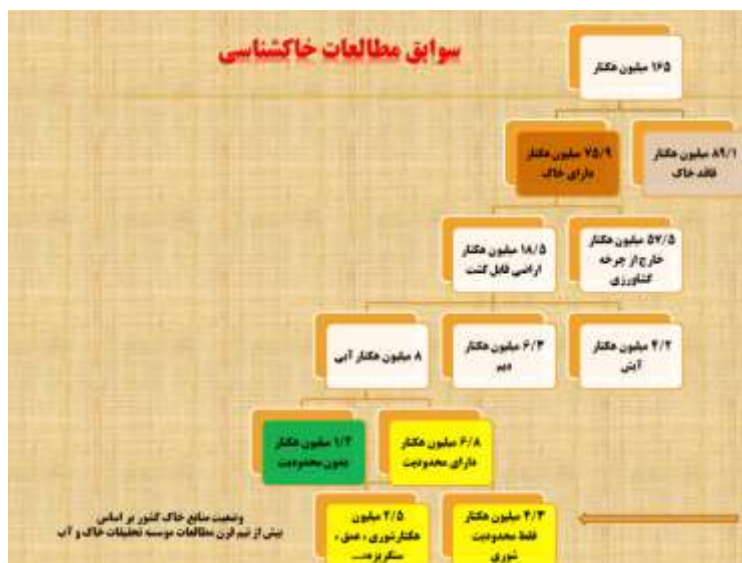 سوابق مطالعات خاکشناسی
۱۶۵ میلیون هکتار
۸۹/۱ میلیون هکتار
فاقد خاک
۷۵/۹ میلیون هکتار
دارای خاک
۵۷/۵ میلیون هکتار
خارج از چرخه
کشاورزی
۱۸/۵ میلیون هکتار
اراضی قابل کشت
۴/۲ میلیون هکتار
آیش
۶/۳ میلیون هکتار
دیم
۸ میلیون هکتار آبی
۶/۸ میلیون هکتار
دارای محدودیت
۱/۲ میلیون هکتار
بدون محدودیت
۴/۳ میلیون هکتار
فقط محدودیت
شوری
۲/۵ میلیون
هکتار شوری ، عمق ،
سنگریزه،...
وضعیت منابع خاک کشور بر اساس
بیش از نیم قرن مطالعات موسسه تحقیقات خاک و آب